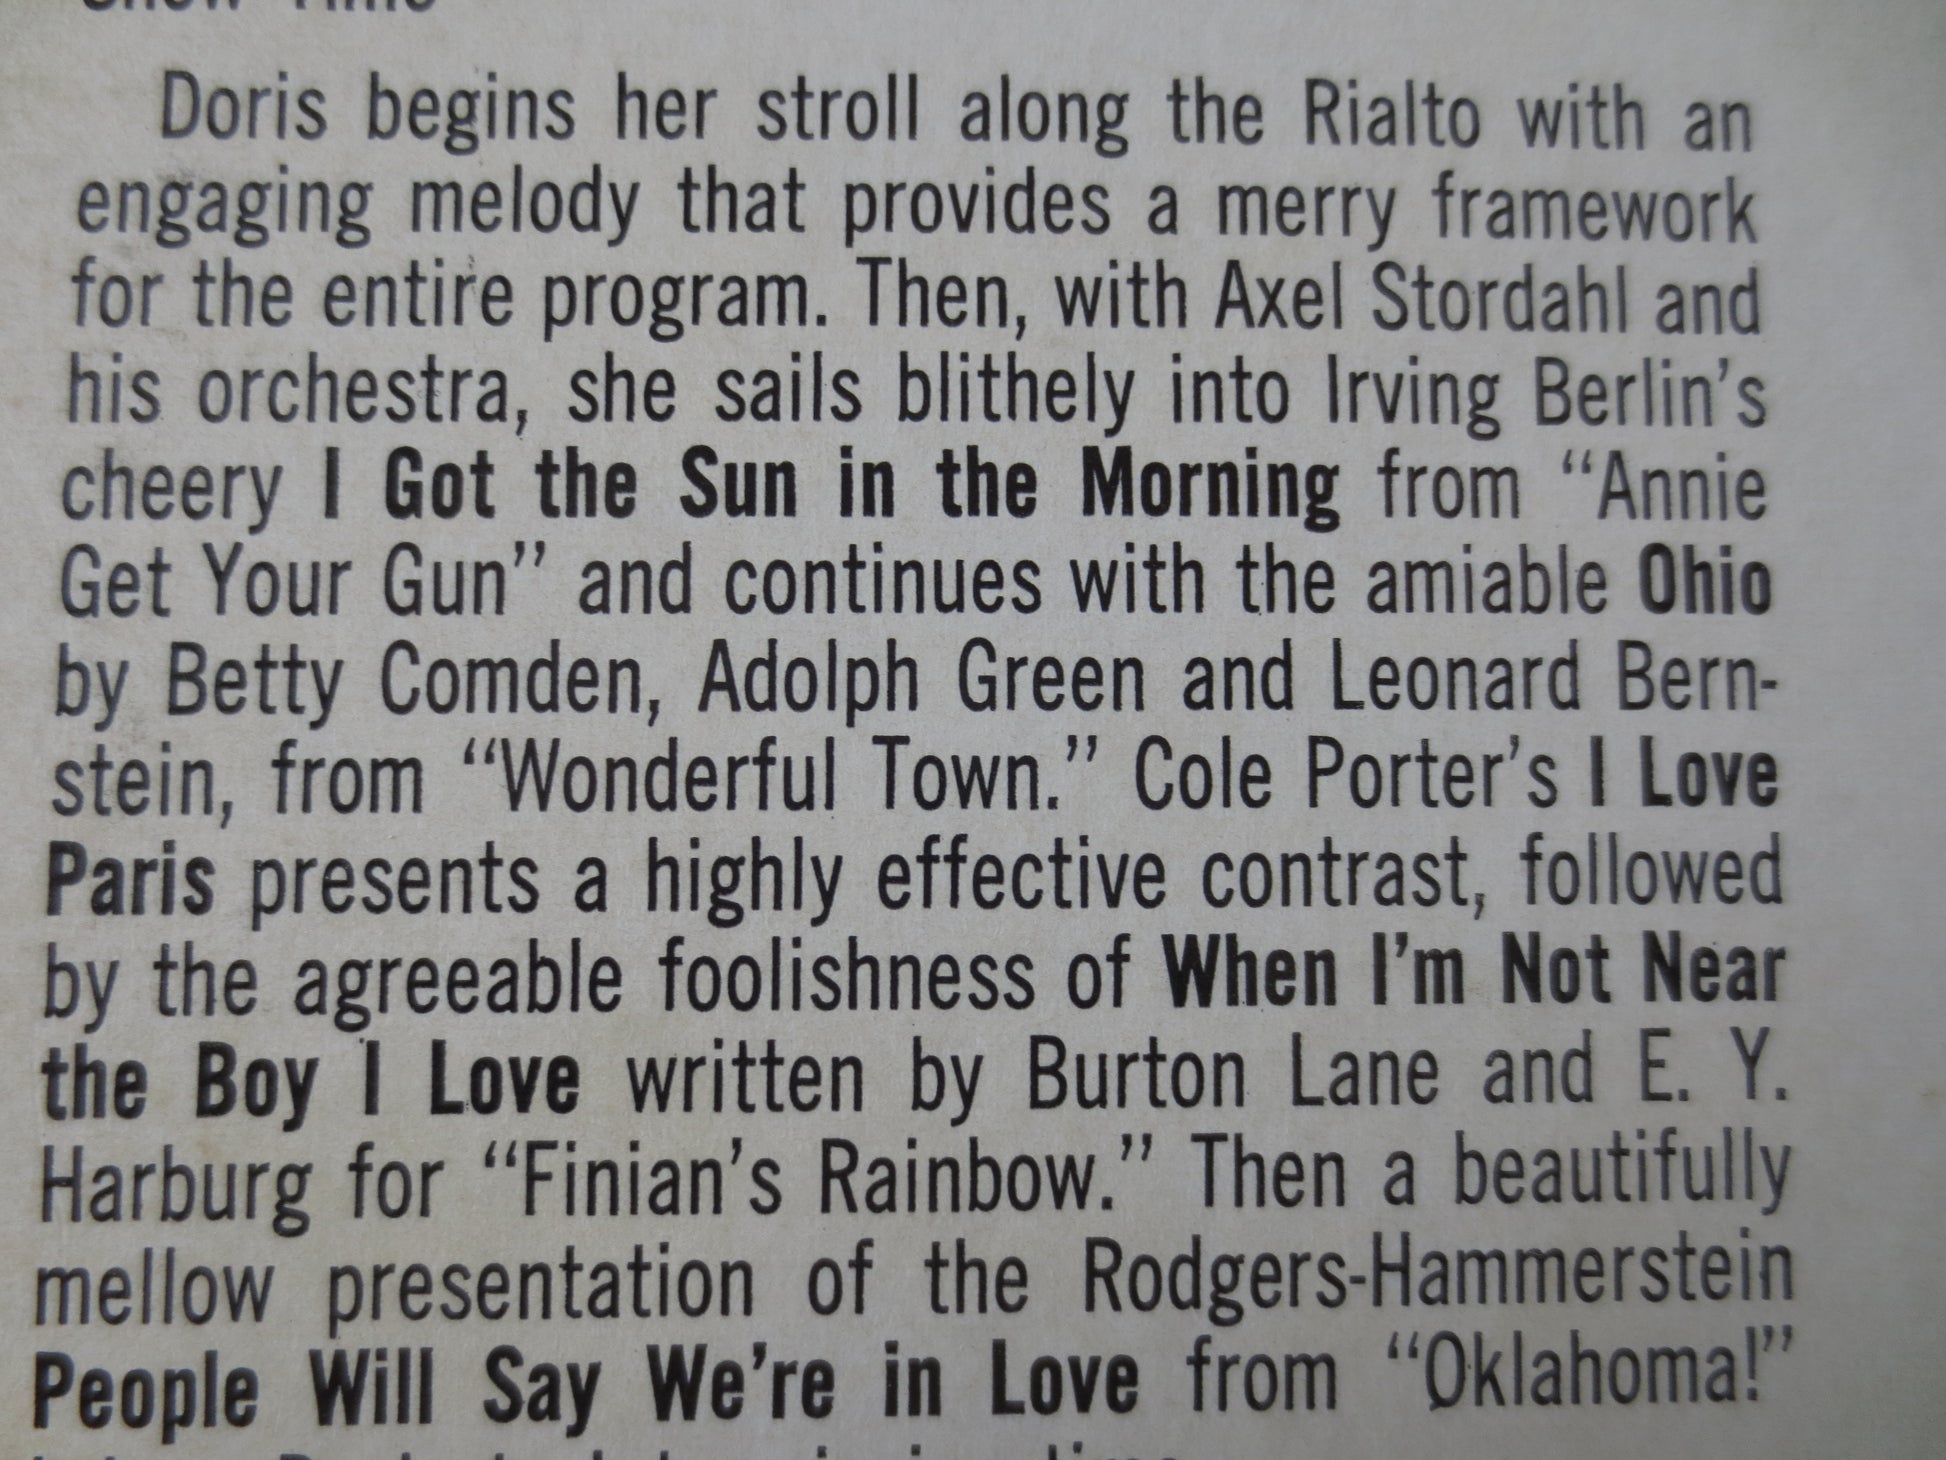 Show Time
Doris begins her stroll along the Rialto with an
engaging melody that provides a merry framework
for the entire program. Then, with Axel Stordahl and
his orchestra, she sails blithely into Irving Berlin's
cheery I Got the Sun in the Morning from “Annie
Get Your Gun” and continues with the amiable Ohio
by Betty Comden, Adolph Green and Leonard Bern-
stein, from “Wonderful Town.” Cole Porter's I Love
Paris presents a highly effective contrast, followed
by the agreeable foolishness of When I'm Not Near
the Boy I Love written by Burton Lane and E. Y.
Harburg for “Finian's Rainbow.” Then a beautifully
mellow presentation of the Rodgers-Hammerstein
People Will Say We're in Love from “Oklahoma!”